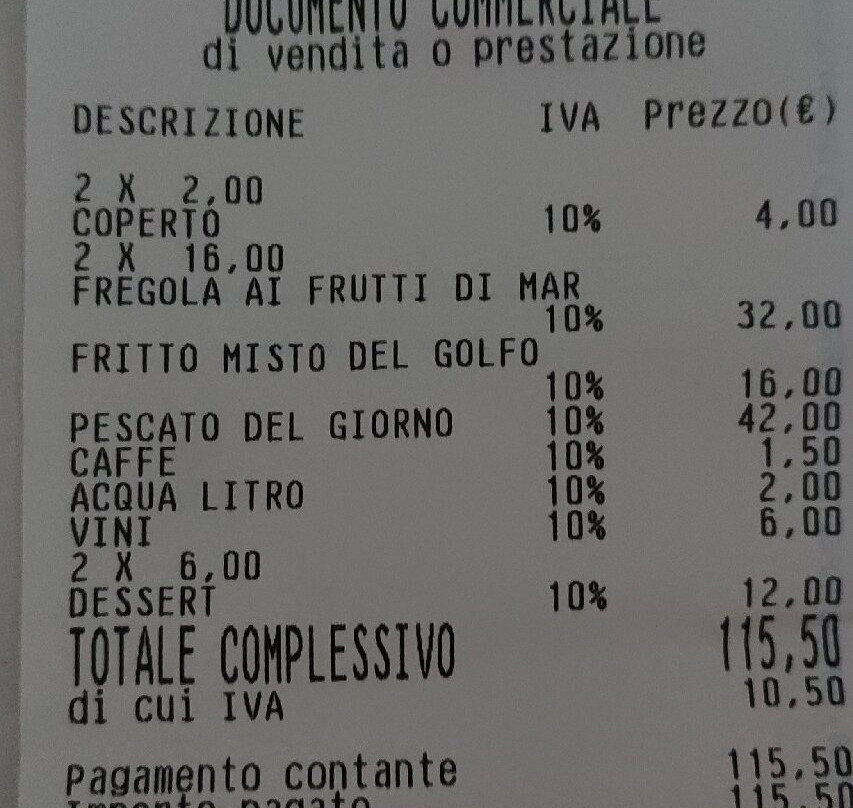 DOCUMENTO COMMERCIALE
di vendita o prestazione
DESCRIZIONE IVA Prezzo(€)
2 X 2,00
COPERTO 10% 4,00
2 X 16,00
FREGOLA AI FRUTTI DI MAR
10% 32,00
FRITTO MISTO DEL GOLFO
10% 16,00
PESCATO DEL GIORNO 10% 42,00
CAFFE 10% 1,50
ACQUA LITRO 10% 2,00
VINI 10% 6,00
2 X 6,00
DESSERT 10% 12,00
TOTALE COMPLESSIVO 115,50
di cui IVA 10,50
Pagamento contante 115,50
Importo pagato 115,50